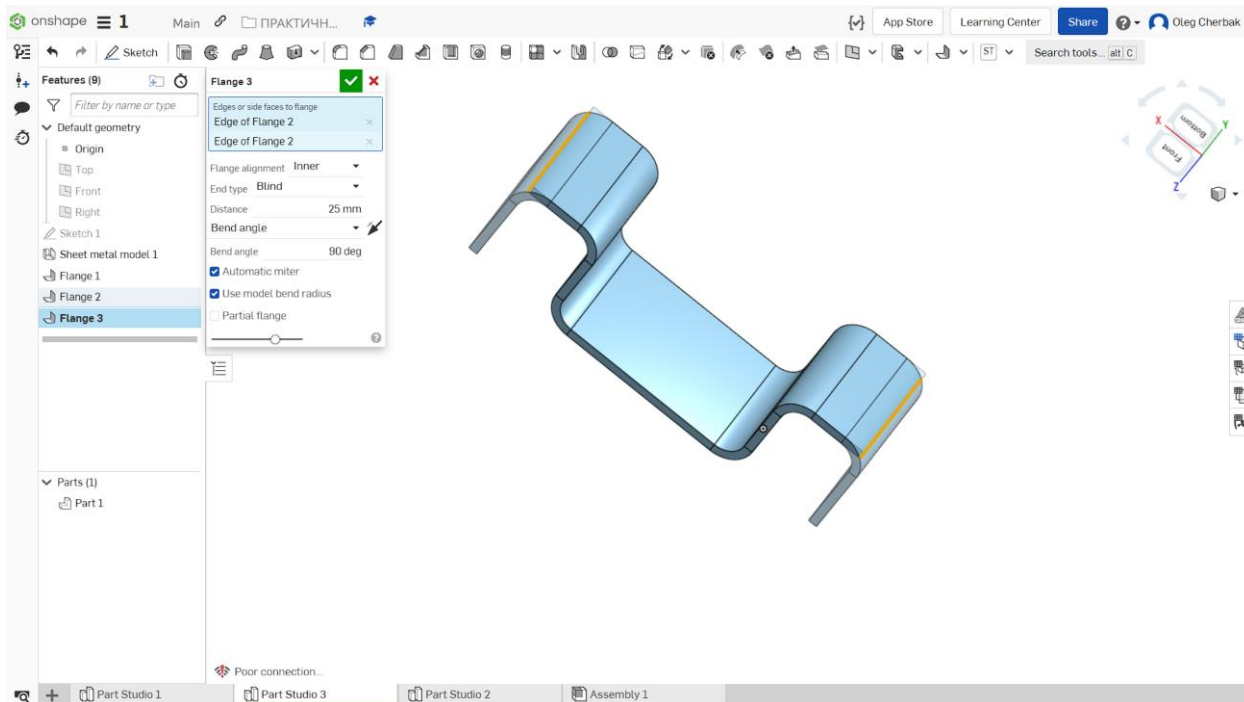 onshape 1 Main ПРАКТИЧН... App Store Learning Center Share Oleg Cherbak
Sketch ST Search tools... alt C
Features (9)
Filter by name or type
Default geometry
Origin
Top
Front
Right
Sketch 1
Sheet metal model 1
Flange 1
Flange 2
Flange 3
Parts (1)
Part 1
Flange 3
Edges or side faces to flange
Edge of Flange 2
Edge of Flange 2
Flange alignment Inner
End type Blind
Distance 25 mm
Bend angle
Bend angle 90 deg
Automatic miter
Use model bend radius
Partial flange
X Bottom Y
Front
Z
Poor connection...
Part Studio 1 Part Studio 3 Part Studio 2 Assembly 1